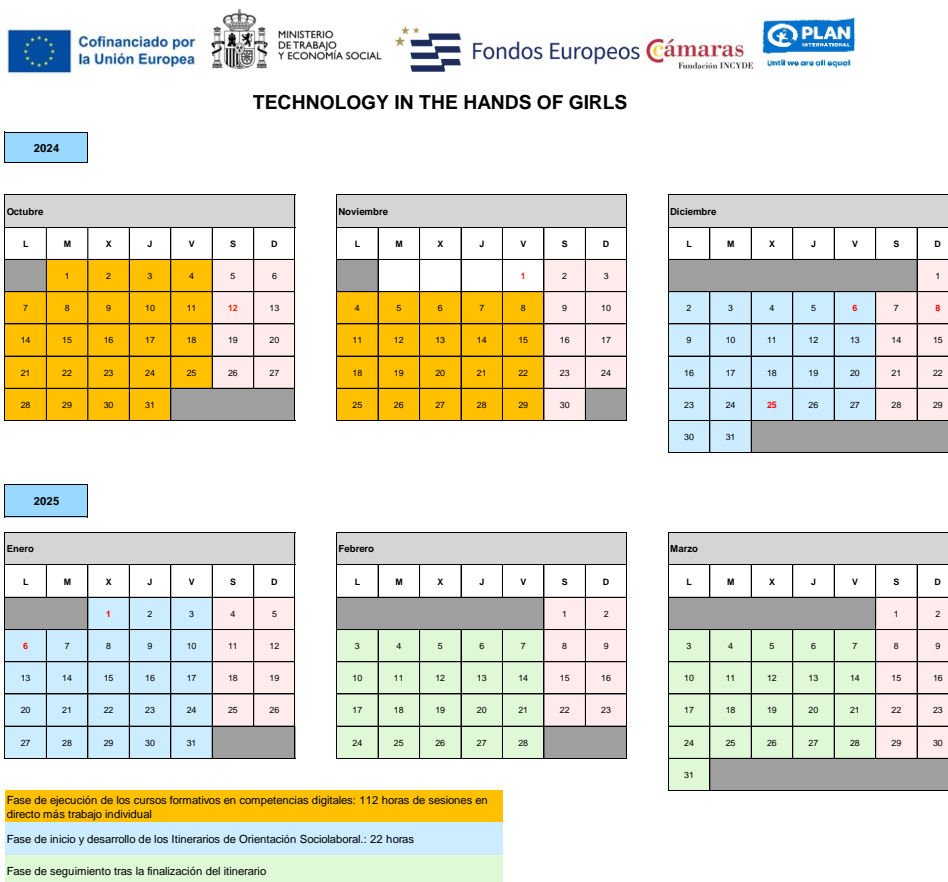 Cofinanciado por
la Unión Europea
MINISTERIO
DE TRABAJO
Y ECONOMÍA SOCIAL
Fondos Europeos
Cámaras
Fundación INCYDE
PLAN
INTERNATIONAL
Until we are all equal
TECHNOLOGY IN THE HANDS OF GIRLS
2024
Octubre
L M X J V S D
1 2 3 4 5 6
7 8 9 10 11 12 13
14 15 16 17 18 19 20
21 22 23 24 25 26 27
28 29 30 31
Noviembre
L M X J V S D
1 2 3
4 5 6 7 8 9 10
11 12 13 14 15 16 17
18 19 20 21 22 23 24
25 26 27 28 29 30
Diciembre
L M X J V S D
1
2 3 4 5 6 7 8
9 10 11 12 13 14 15
16 17 18 19 20 21 22
23 24 25 26 27 28 29
30 31
2025
Enero
L M X J V S D
1 2 3 4 5
6 7 8 9 10 11 12
13 14 15 16 17 18 19
20 21 22 23 24 25 26
27 28 29 30 31
Febrero
L M X J V S D
1 2
3 4 5 6 7 8 9
10 11 12 13 14 15 16
17 18 19 20 21 22 23
24 25 26 27 28
Marzo
L M X J V S D
1 2
3 4 5 6 7 8 9
10 11 12 13 14 15 16
17 18 19 20 21 22 23
24 25 26 27 28 29 30
31
Fase de ejecución de los cursos formativos en competencias digitales: 112 horas de sesiones en
directo más trabajo individual
Fase de inicio y desarrollo de los Itinerarios de Orientación Sociolaboral.: 22 horas
Fase de seguimiento tras la finalización del itinerario